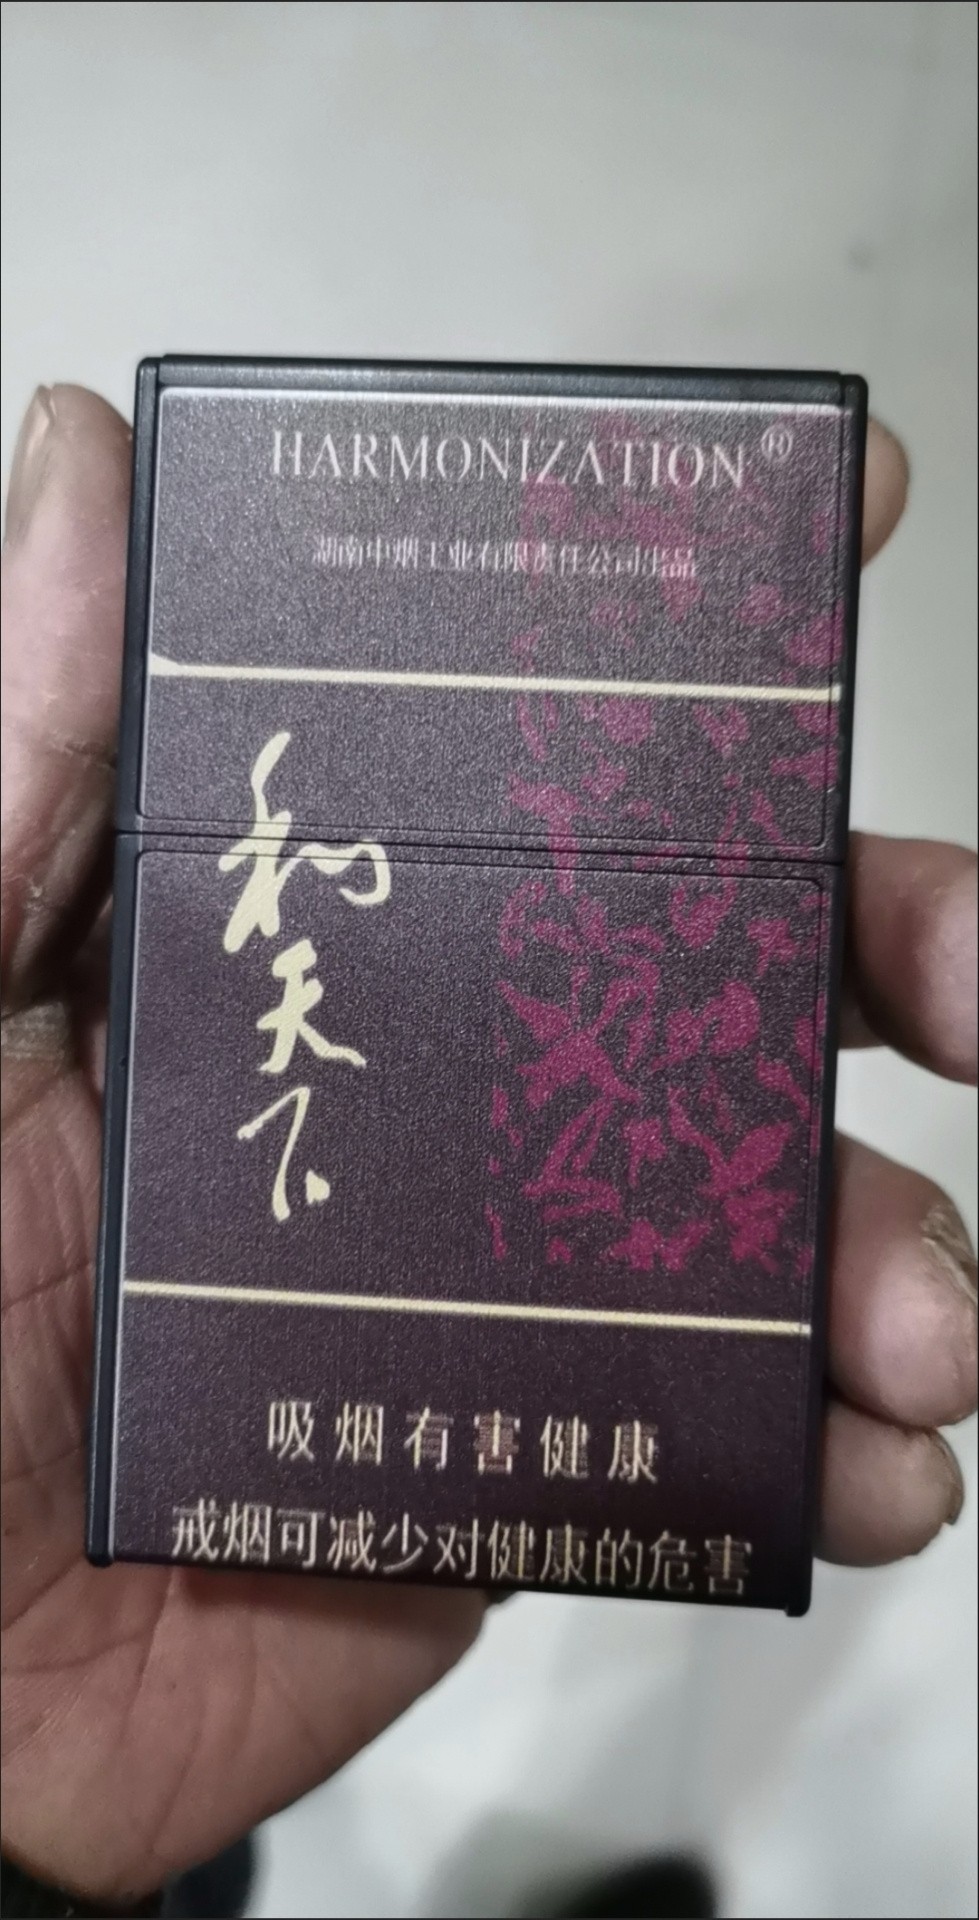 HARMONIZATION®
湖南中烟工业有限责任公司出品
和天下
吸烟有害健康
戒烟可减少对健康的危害